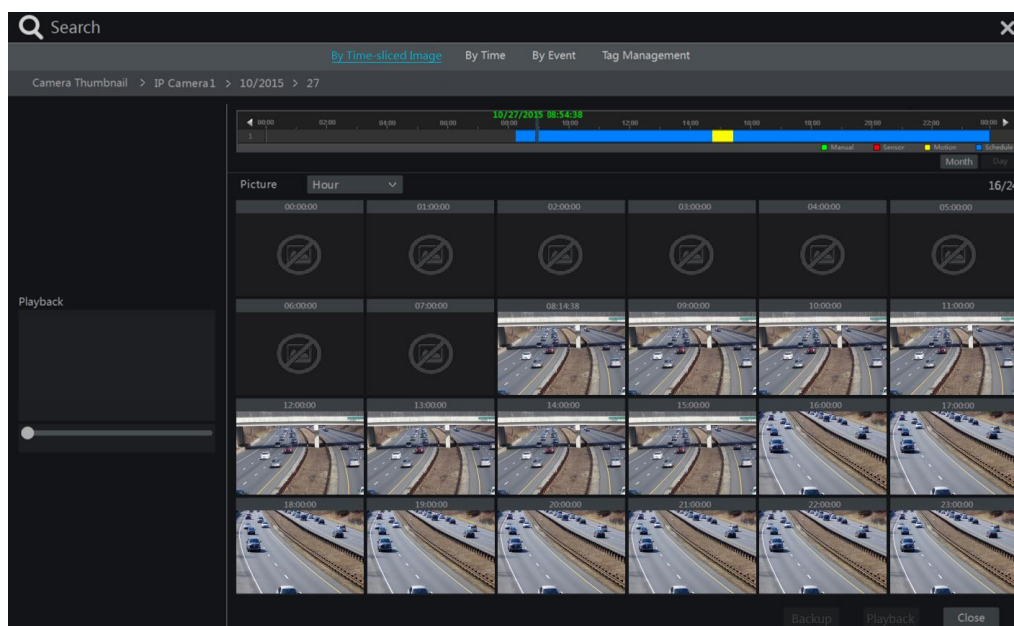 Search
By Time-sliced Image By Time By Event Tag Management
Camera Thumbnail > IP Camera1 > 10/2015 > 27
10/27/2015 08:54:38
00:00 02:00 04:00 06:00 08:00 10:00 12:00 14:00 16:00 18:00 20:00 22:00 00:00
1
Manual Sensor Motion Schedule
Month Day
Picture Hour 16/24
00:00:00 01:00:00 02:00:00 03:00:00 04:00:00 05:00:00
Playback
06:00:00 07:00:00 08:14:38 09:00:00 10:00:00 11:00:00
12:00:00 13:00:00 14:00:00 15:00:00 16:00:00 17:00:00
18:00:00 19:00:00 20:00:00 21:00:00 22:00:00 23:00:00
Backup Playback Close